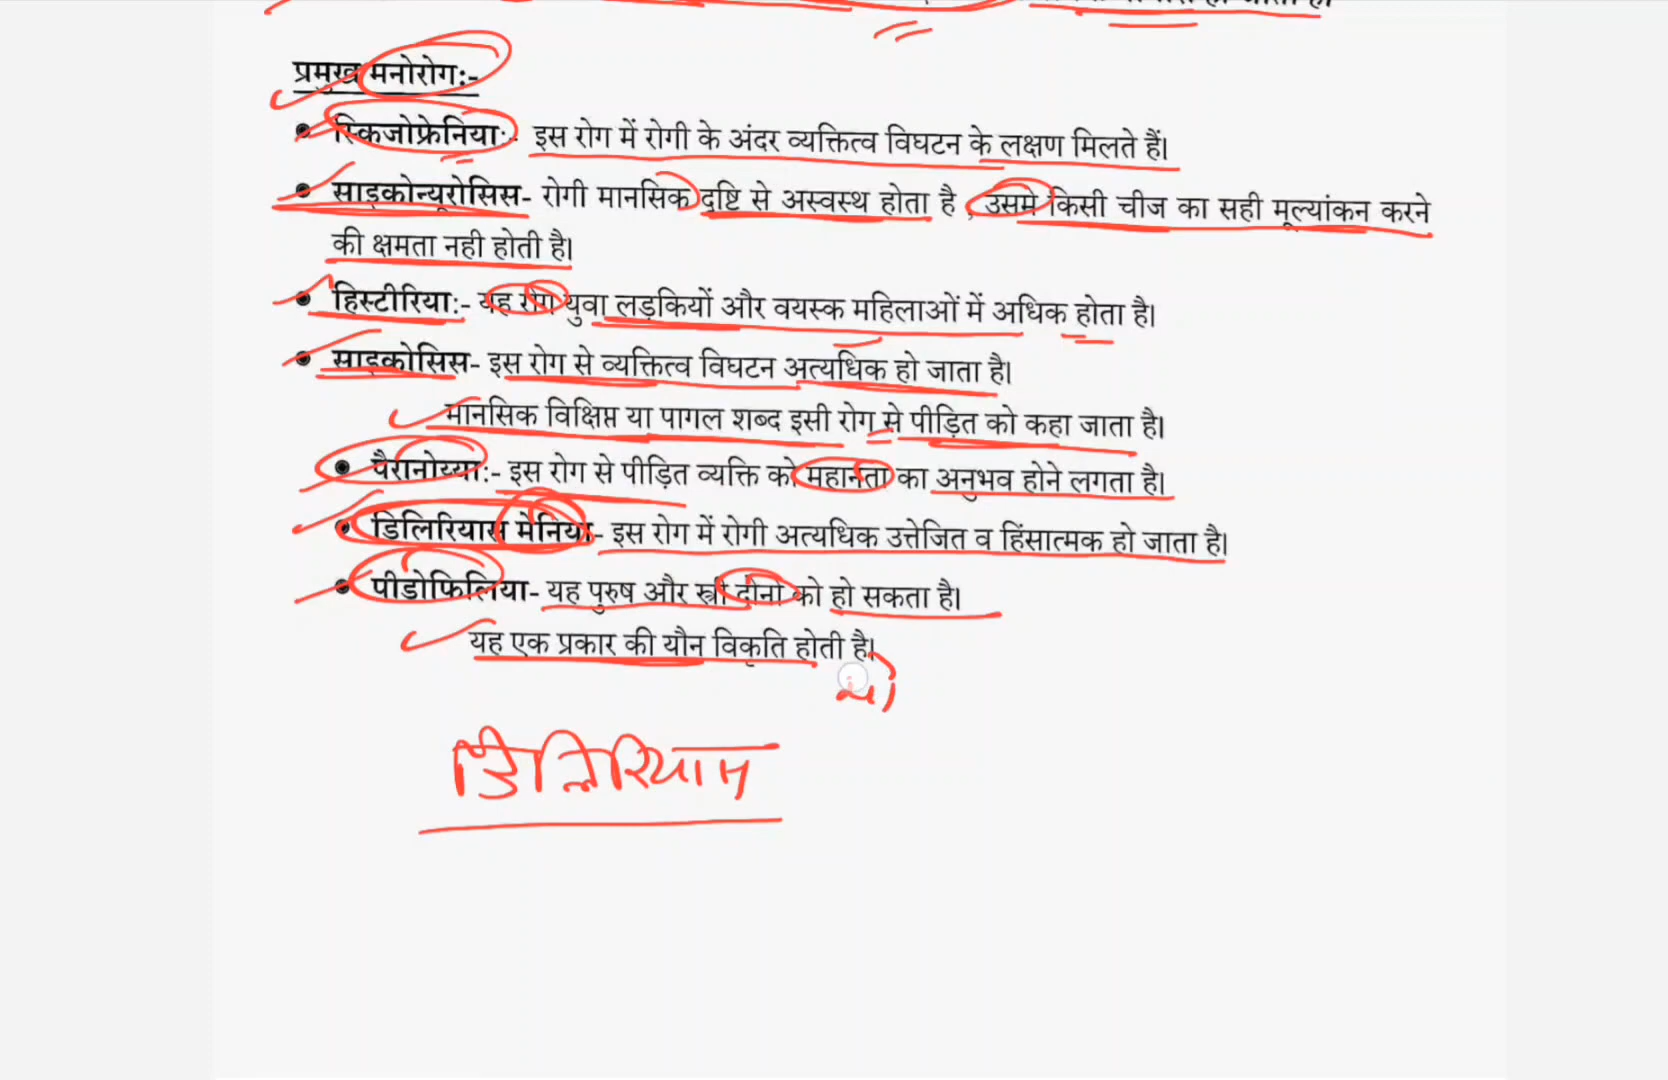 प्रमुख मनोरोग:-
• स्किजोफ्रेनिया:- इस रोग में रोगी के अंदर व्यक्तित्व विघटन के लक्षण मिलते हैं।
• साइकोन्यूरोसिस- रोगी मानसिक दृष्टि से अस्वस्थ होता है , उसमे किसी चीज का सही मूल्यांकन करने
की क्षमता नही होती है।
• हिस्टीरिया:- यह रोग युवा लड़कियों और वयस्क महिलाओं में अधिक होता है।
• साइकोसिस- इस रोग से व्यक्तित्व विघटन अत्यधिक हो जाता है।
मानसिक विक्षिप्त या पागल शब्द इसी रोग से पीड़ित को कहा जाता है।
• पैरानोय्या:- इस रोग से पीड़ित व्यक्ति को महानता का अनुभव होने लगता है।
• डिलिरियास मेनिया- इस रोग में रोगी अत्यधिक उत्तेजित व हिंसात्मक हो जाता है।
• पीडोफिलिया- यह पुरुष और स्त्री दोनो को हो सकता है।
यह एक प्रकार की यौन विकृति होती है।